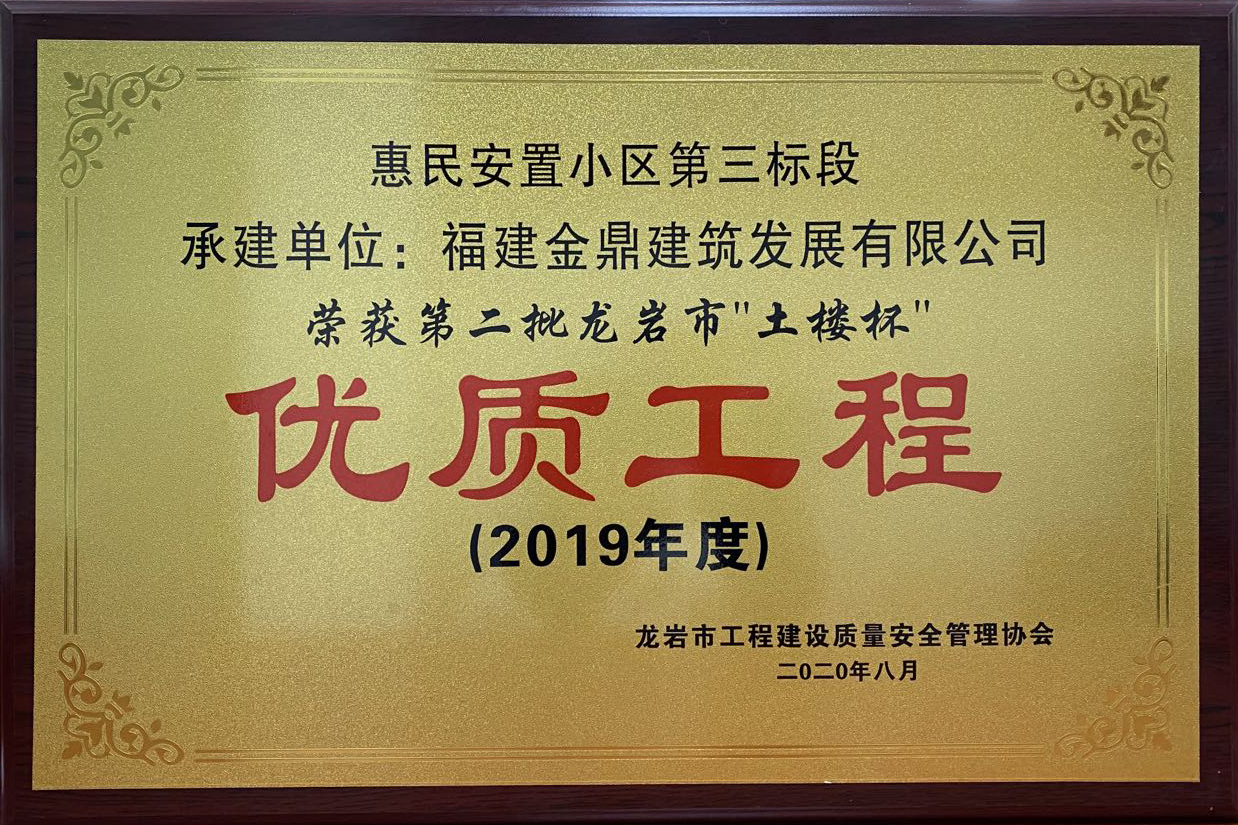 惠民安置小区第三标段
承建单位：福建金鼎建筑发展有限公司
荣获第二批龙岩市"土楼杯"
优质工程
(2019年度)
龙岩市工程建设质量安全管理协会
二0二0年八月